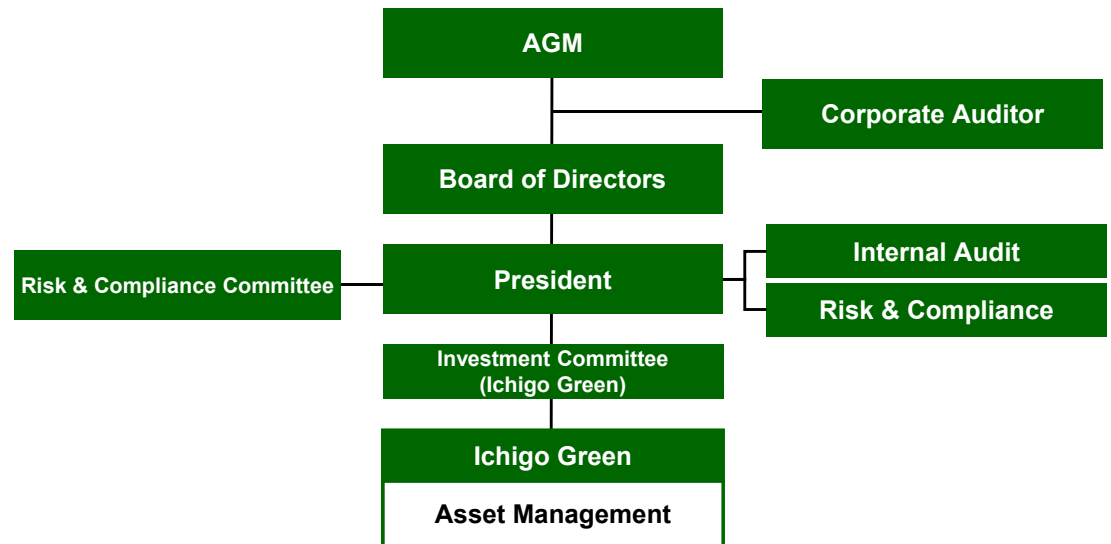 AGM
Corporate Auditor
Board of Directors
Risk & Compliance Committee
President
Internal Audit
Risk & Compliance
Investment Committee
(Ichigo Green)
Ichigo Green
Asset Management